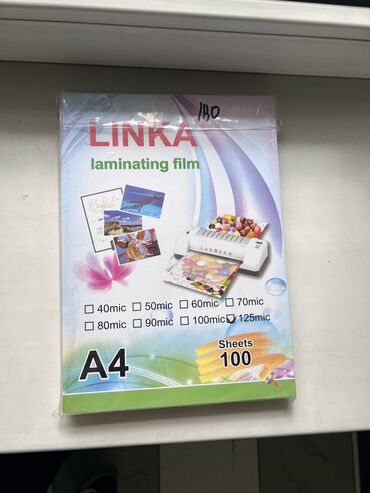 180
LINKA
laminating film
40mic 50mic 60mic 70mic
80mic 90mic 100mic 125mic
A4
Sheets
100